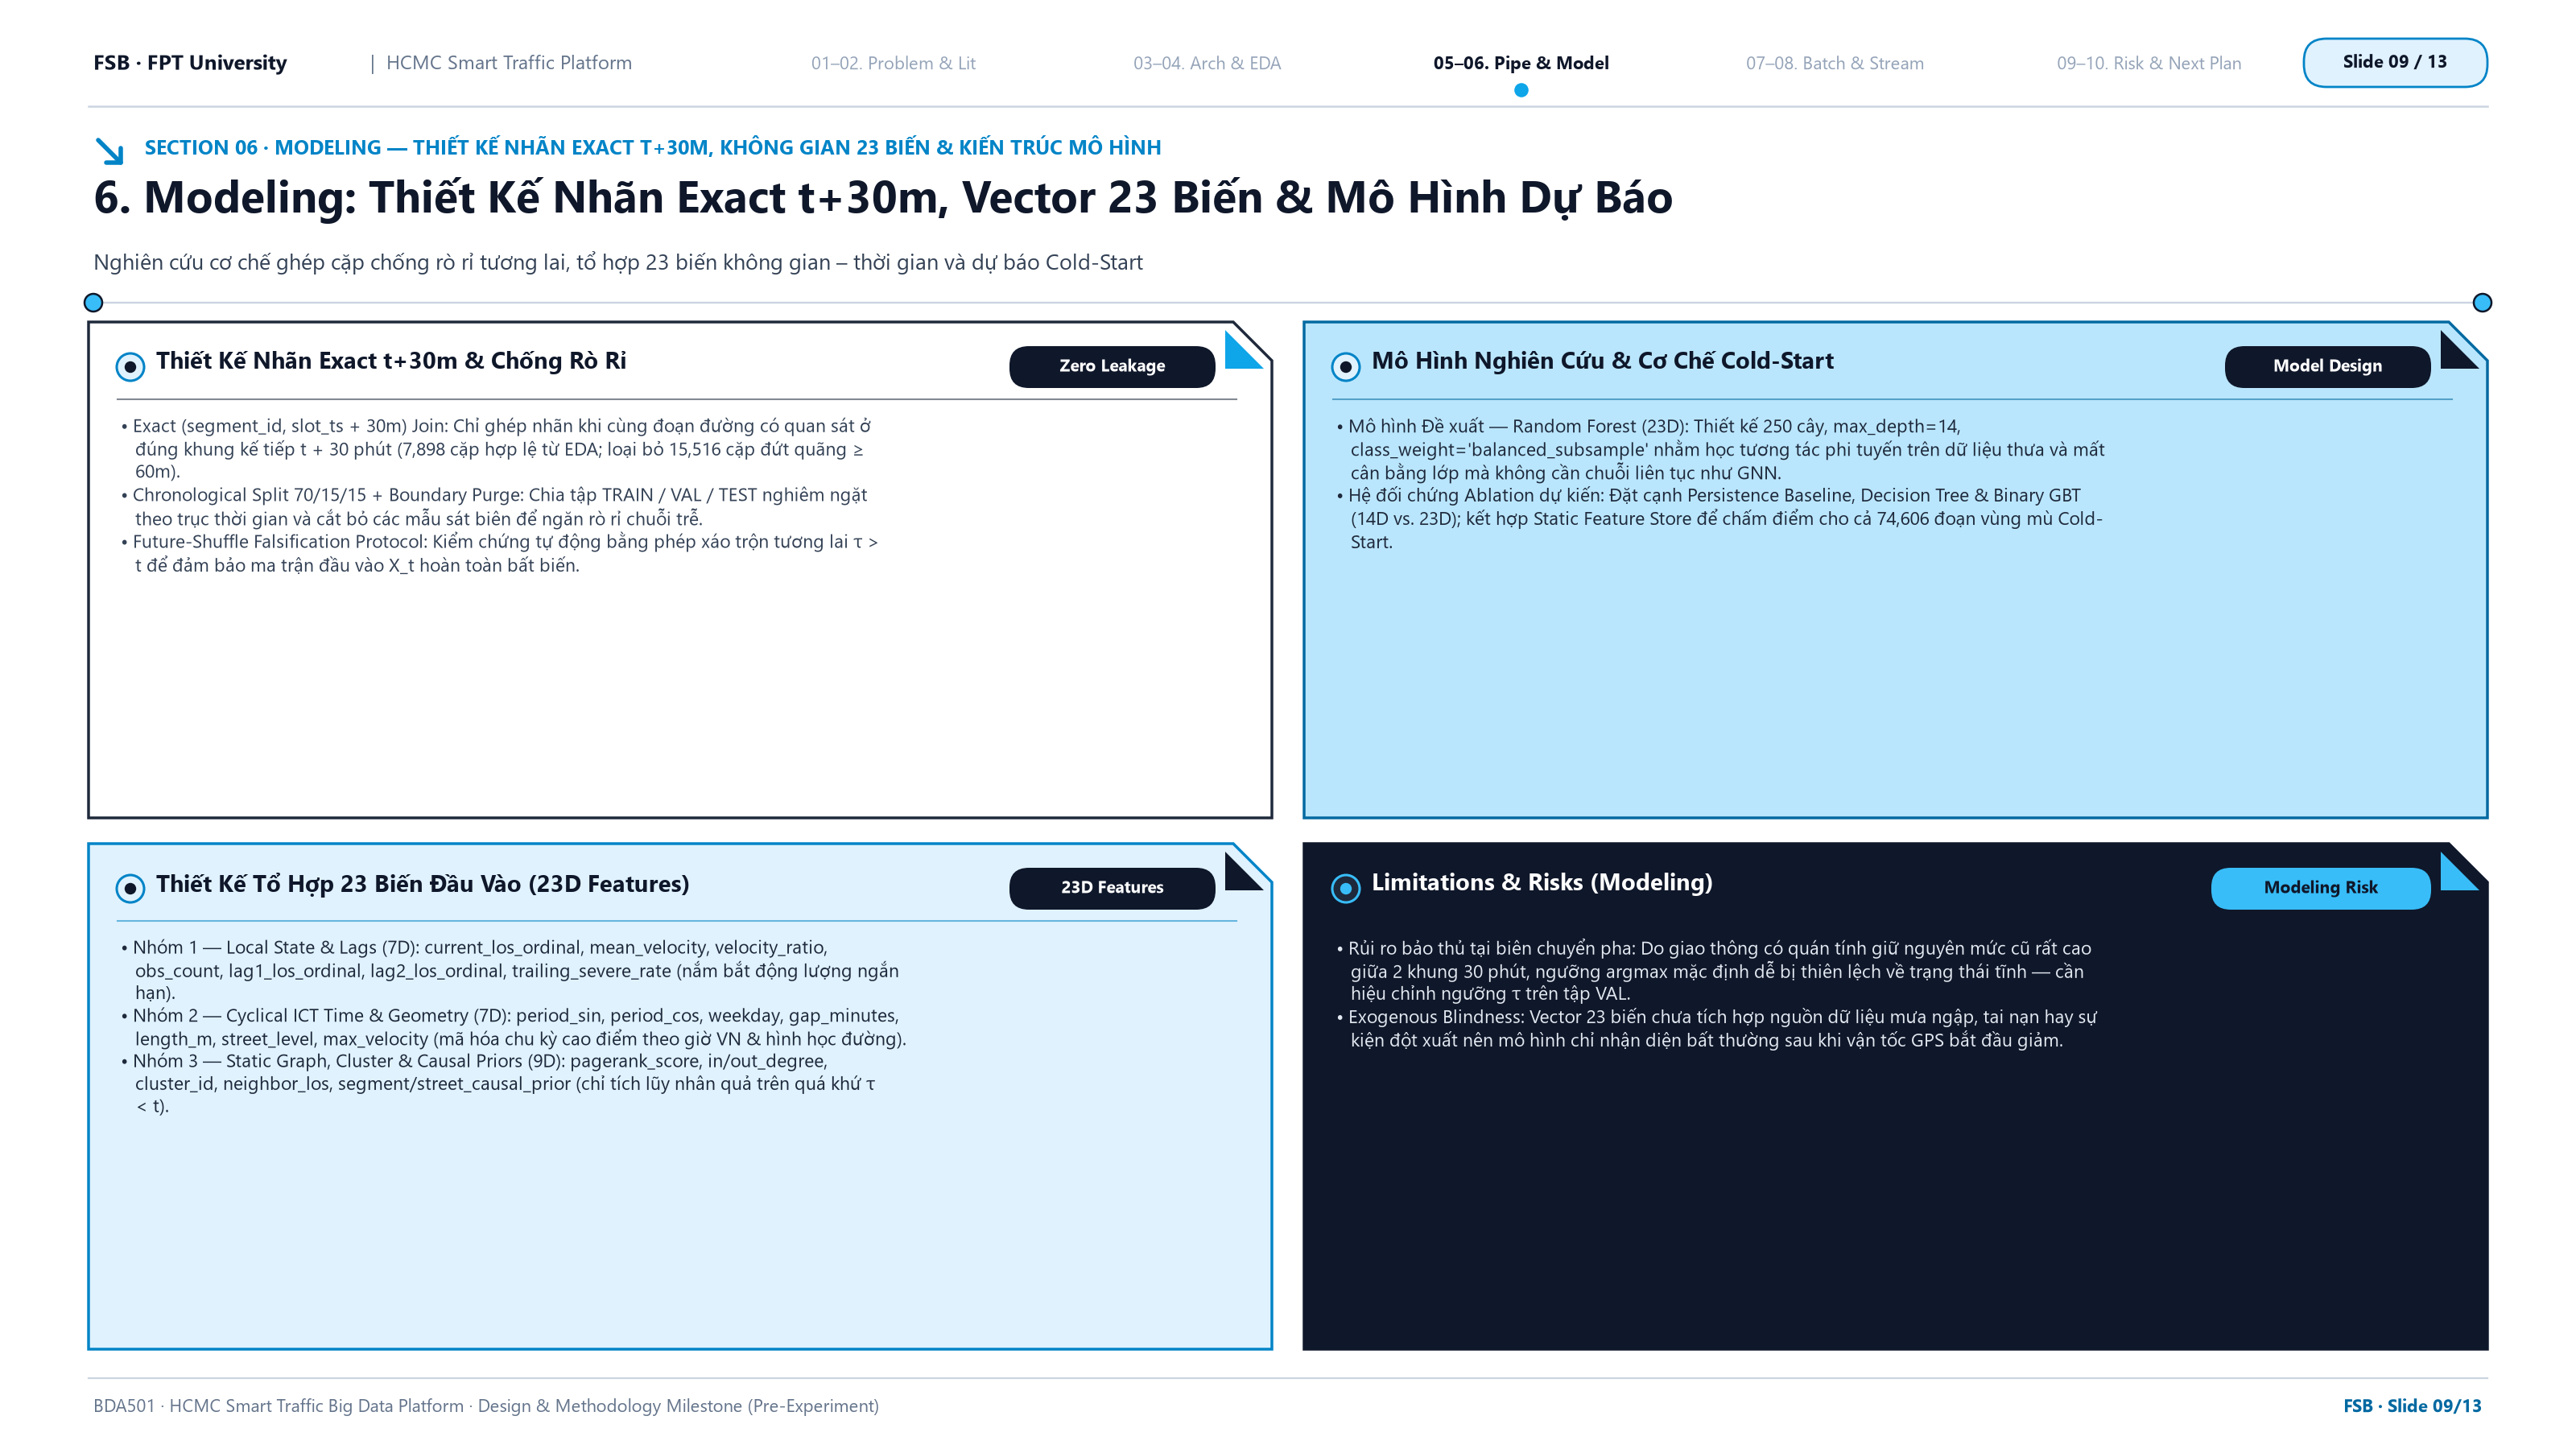 FSB · FPT University
| HCMC Smart Traffic Platform
01–02. Problem & Lit
03–04. Arch & EDA
05–06. Pipe & Model
07–08. Batch & Stream
09–10. Risk & Next Plan
Slide 09 / 13
SECTION 06 · MODELING — THIẾT KẾ NHÃN EXACT T+30M, KHÔNG GIAN 23 BIẾN & KIẾN TRÚC MÔ HÌNH
6. Modeling: Thiết Kế Nhãn Exact t+30m, Vector 23 Biến & Mô Hình Dự Báo
Nghiên cứu cơ chế ghép cặp chống rò rỉ tương lai, tổ hợp 23 biến không gian – thời gian và dự báo Cold-Start
Thiết Kế Nhãn Exact t+30m & Chống Rò Rỉ
Zero Leakage
• Exact (segment_id, slot_ts + 30m) Join: Chỉ ghép nhãn khi cùng đoạn đường có quan sát ở
đúng khung kế tiếp t + 30 phút (7,898 cặp hợp lệ từ EDA; loại bỏ 15,516 cặp đứt quãng ≥
60m).
• Chronological Split 70/15/15 + Boundary Purge: Chia tập TRAIN / VAL / TEST nghiêm ngặt
theo trục thời gian và cắt bỏ các mẫu sát biên để ngăn rò rỉ chuỗi trễ.
• Future-Shuffle Falsification Protocol: Kiểm chứng tự động bằng phép xáo trộn tương lai τ >
t để đảm bảo ma trận đầu vào X_t hoàn toàn bất biến.
Mô Hình Nghiên Cứu & Cơ Chế Cold-Start
Model Design
• Mô hình Đề xuất — Random Forest (23D): Thiết kế 250 cây, max_depth=14,
class_weight='balanced_subsample' nhằm học tương tác phi tuyến trên dữ liệu thưa và mất
cân bằng lớp mà không cần chuỗi liên tục như GNN.
• Hệ đối chứng Ablation dự kiến: Đặt cạnh Persistence Baseline, Decision Tree & Binary GBT
(14D vs. 23D); kết hợp Static Feature Store để chấm điểm cho cả 74,606 đoạn vùng mù Cold-
Start.
Thiết Kế Tổ Hợp 23 Biến Đầu Vào (23D Features)
23D Features
• Nhóm 1 — Local State & Lags (7D): current_los_ordinal, mean_velocity, velocity_ratio,
obs_count, lag1_los_ordinal, lag2_los_ordinal, trailing_severe_rate (nắm bắt động lượng ngắn
hạn).
• Nhóm 2 — Cyclical ICT Time & Geometry (7D): period_sin, period_cos, weekday, gap_minutes,
length_m, street_level, max_velocity (mã hóa chu kỳ cao điểm theo giờ VN & hình học đường).
• Nhóm 3 — Static Graph, Cluster & Causal Priors (9D): pagerank_score, in/out_degree,
cluster_id, neighbor_los, segment/street_causal_prior (chỉ tích lũy nhân quả trên quá khứ τ
< t).
Limitations & Risks (Modeling)
Modeling Risk
• Rủi ro bảo thủ tại biên chuyển pha: Do giao thông có quán tính giữ nguyên mức cũ rất cao
giữa 2 khung 30 phút, ngưỡng argmax mặc định dễ bị thiên lệch về trạng thái tĩnh — cần
hiệu chỉnh ngưỡng τ trên tập VAL.
• Exogenous Blindness: Vector 23 biến chưa tích hợp nguồn dữ liệu mưa ngập, tai nạn hay sự
kiện đột xuất nên mô hình chỉ nhận diện bất thường sau khi vận tốc GPS bắt đầu giảm.
BDA501 · HCMC Smart Traffic Big Data Platform · Design & Methodology Milestone (Pre-Experiment)
FSB · Slide 09/13